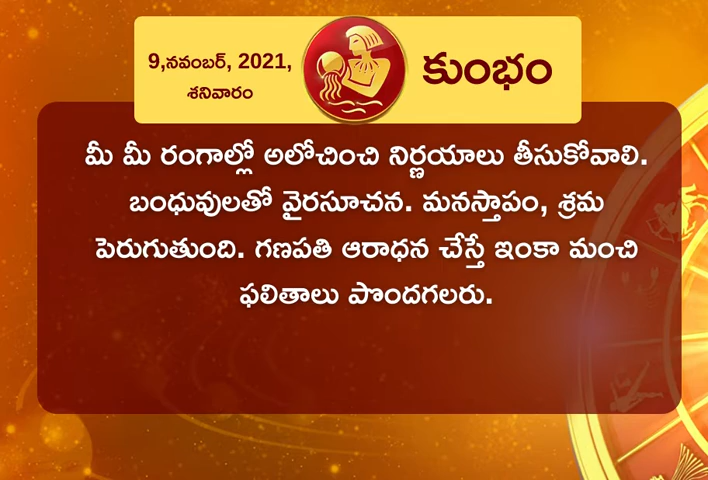 9,నవంబర్, 2021,
శనివారం
కుంభం
మీ మీ రంగాల్లో అలోచించి నిర్ణయాలు తీసుకోవాలి.
బంధువులతో వైరసూచన. మనస్తాపం, శ్రమ
పెరుగుతుంది. గణపతి ఆరాధన చేస్తే ఇంకా మంచి
ఫలితాలు పొందగలరు.